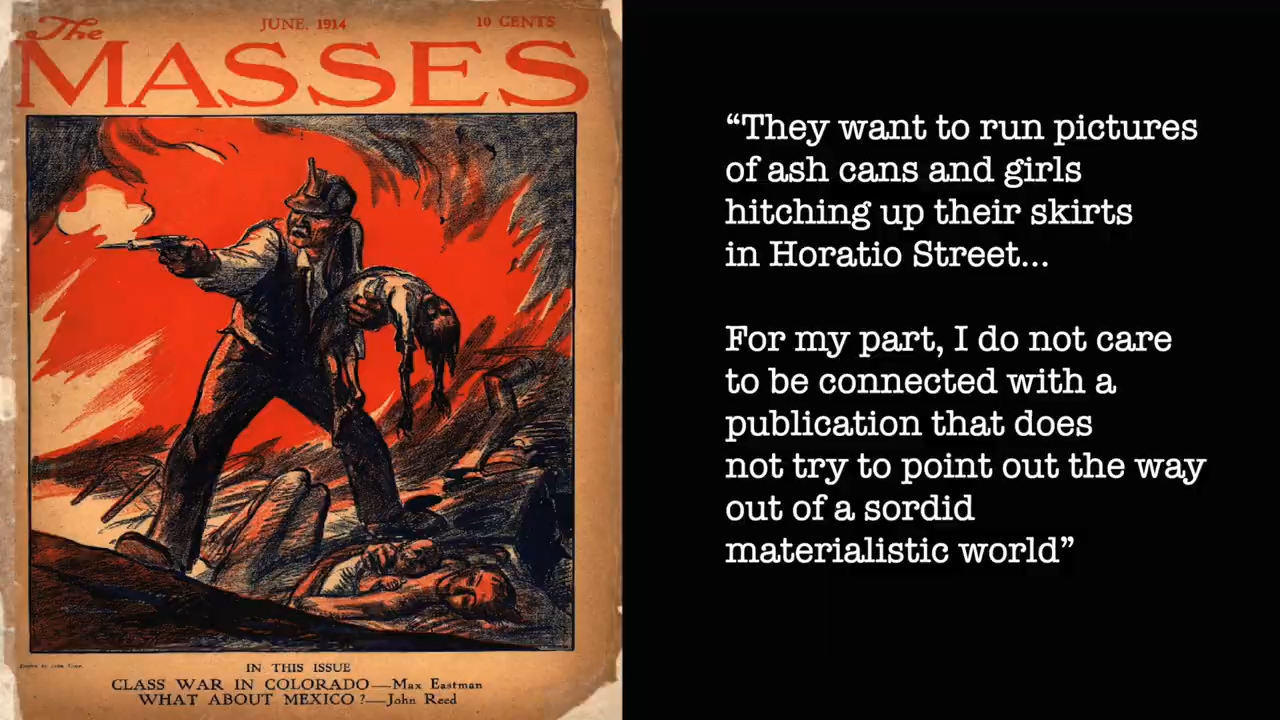 The
JUNE, 1914
10 CENTS
MASSES
IN THIS ISSUE
CLASS WAR IN COLORADO—Max Eastman
WHAT ABOUT MEXICO?—John Reed
“They want to run pictures
of ash cans and girls
hitching up their skirts
in Horatio Street...
For my part, I do not care
to be connected with a
publication that does
not try to point out the way
out of a sordid
materialistic world”